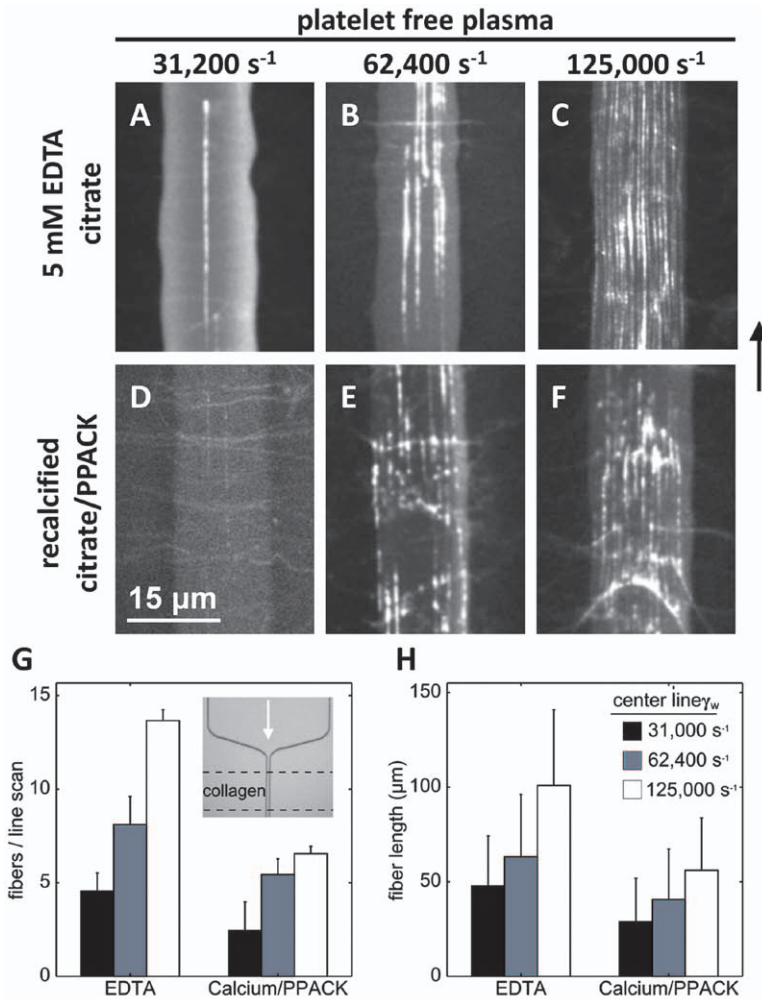 platelet free plasma
31,200 s-1
62,400 s-1
125,000 s-1
5 mM EDTA
citrate
A
B
C
recalcified
citrate/PPACK
D
E
F
15 µm
G
fibers / line scan
15
10
5
0
collagen
EDTA
Calcium/PPACK
H
fiber length (µm)
150
100
50
0
center lineγw
31,000 s-1
62,400 s-1
125,000 s-1
EDTA
Calcium/PPACK